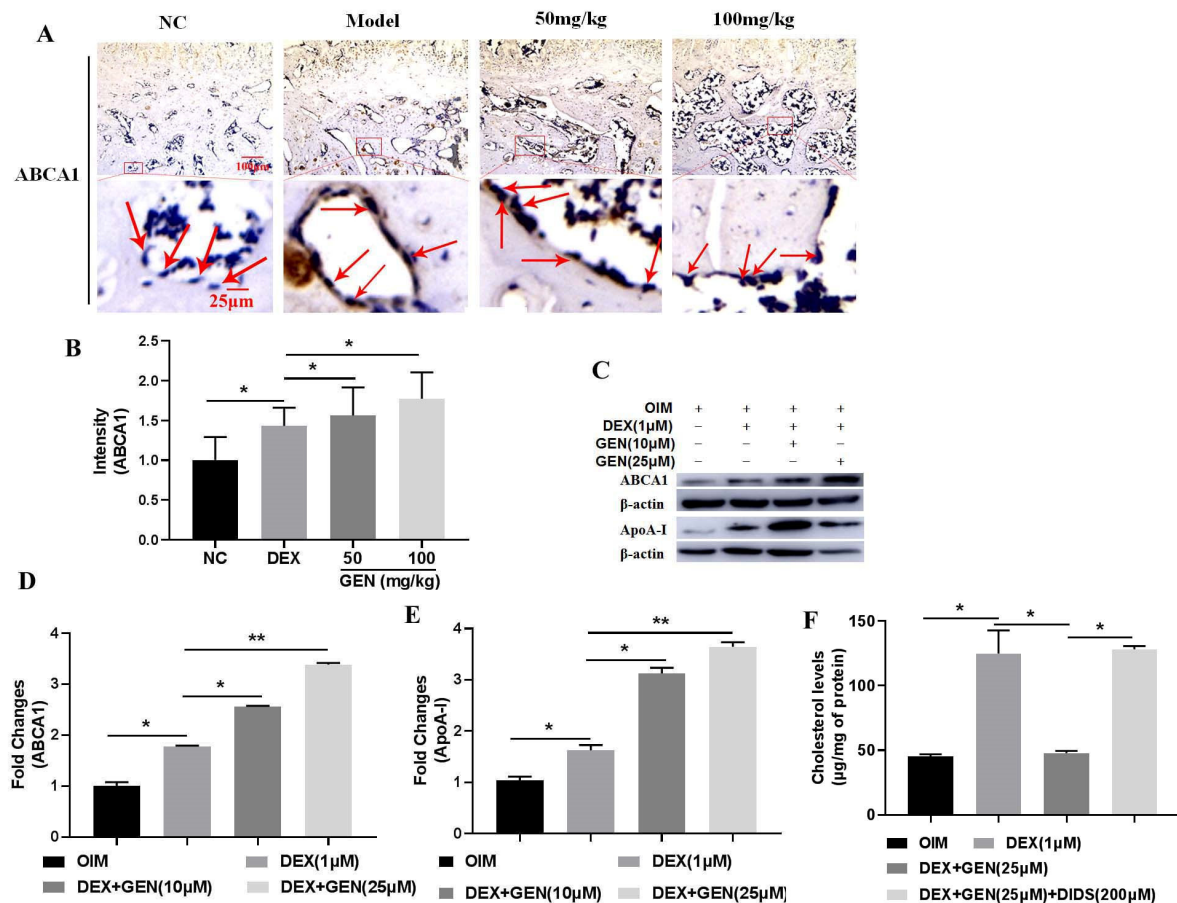 A
NC
Model
50mg/kg
100mg/kg
ABCA1
100μm
25μm
B
Intensity
(ABCA1)
2.5
2.0
1.5
1.0
0.5
0.0
*
*
*
NC
DEX
50
100
GEN (mg/kg)
C
OIM + + + +
DEX(1μM) – + + +
GEN(10μM) – – + –
GEN(25μM) – – – +
ABCA1
β-actin
ApoA-I
β-actin
D
Fold Changes
(ABCA1)
4
3
2
1
0
*
*
**
OIM
DEX(1μM)
DEX+GEN(10μM)
DEX+GEN(25μM)
E
Fold Changes
(ApoA-I)
4
3
2
1
0
*
*
**
OIM
DEX(1μM)
DEX+GEN(10μM)
DEX+GEN(25μM)
F
Cholesterol levels
(μg/mg of protein)
150
100
50
0
*
*
*
OIM
DEX(1μM)
DEX+GEN(25μM)
DEX+GEN(25μM)+DIDS(200μM)